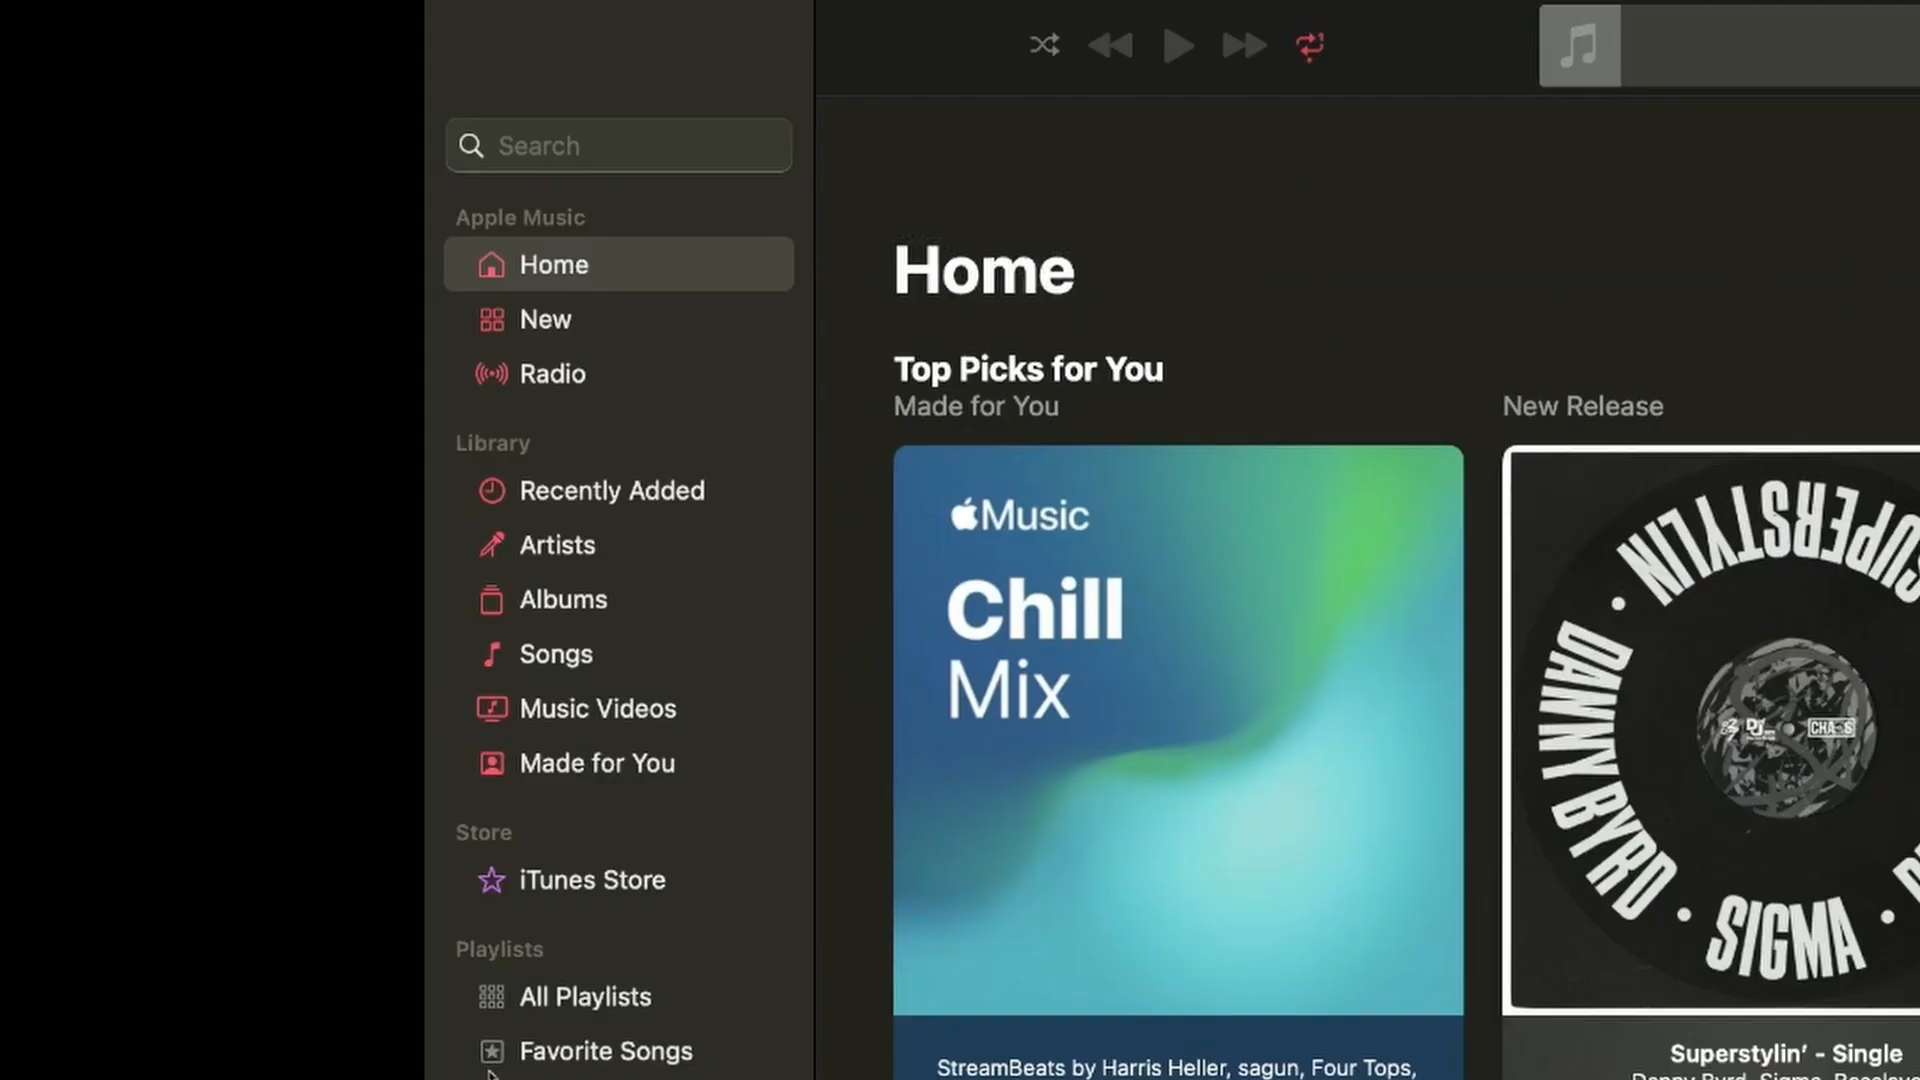 Search
Apple Music
Home
New
Radio
Library
Recently Added
Artists
Albums
Songs
Music Videos
Made for You
Store
iTunes Store
Playlists
All Playlists
Favorite Songs
Home
Top Picks for You
Made for You
Music
Chill
Mix
StreamBeats by Harris Heller, sagun, Four Tops,
New Release
SUPERSTYLIN
DANNY BYRD
SIGMA
Superstylin' - Single